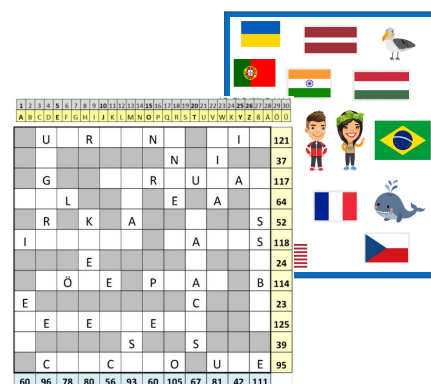 1 2 3 4 5 6 7 8 9 10 11 12 13 14 15 16 17 18 19 20 21 22 23 24 25 26 27 28 29 30
A B C D E F G H I J K L M N O P Q R S T U V W X Y Z ß Ä Ö Ü
U R N I 121
N I 37
G R U A 117
L E A 64
R K A S 52
I A S 118
E 24
Ö E P A B 114
E C 23
E E E 125
S S 39
C C O U E 95
60 96 78 80 56 93 60 105 67 81 42 111